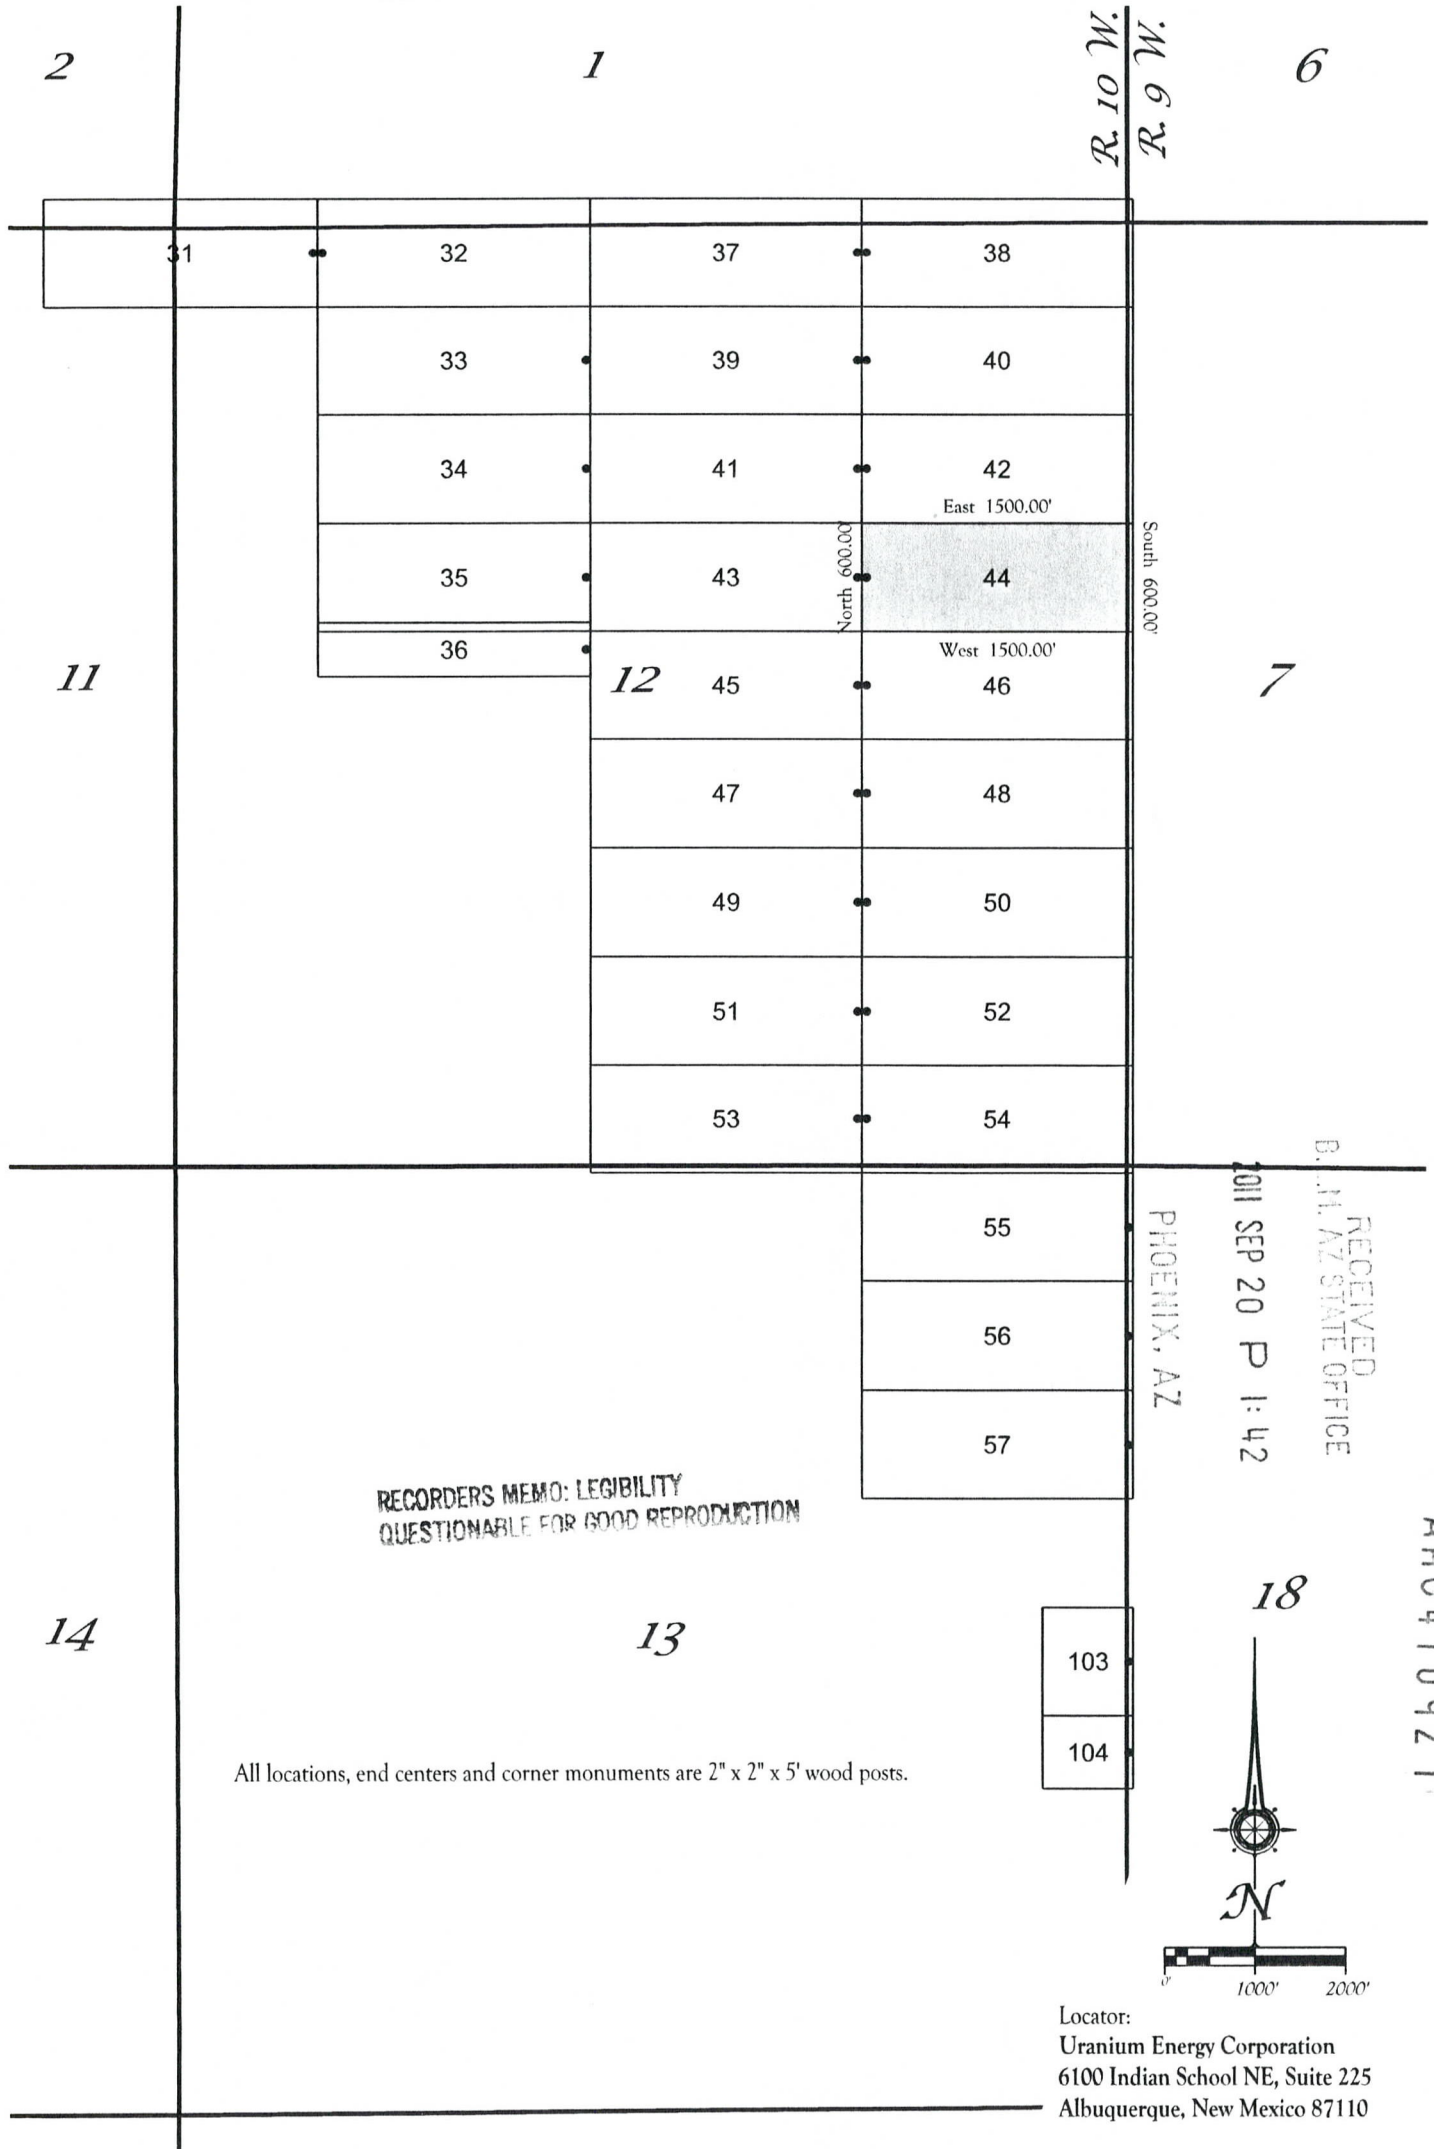 2
1
R. 10 W.
R. 9 W.
6
31
32
37
38
33
39
40
34
41
42
East 1500.00'
North 600.00'
South 600.00'
35
43
44
36
West 1500.00'
11
12
45
46
7
47
48
49
50
51
52
53
54
55
56
57
RECEIVED
AZ STATE OFFICE
2011 SEP 20 P 1:42
PHOENIX, AZ
RECORDERS MEMO: LEGIBILITY
QUESTIONABLE FOR GOOD REPRODUCTION
14
13
18
103
104
All locations, end centers and corner monuments are 2" x 2" x 5' wood posts.
N
0' 1000' 2000'
Locator:
Uranium Energy Corporation
6100 Indian School NE, Suite 225
Albuquerque, New Mexico 87110